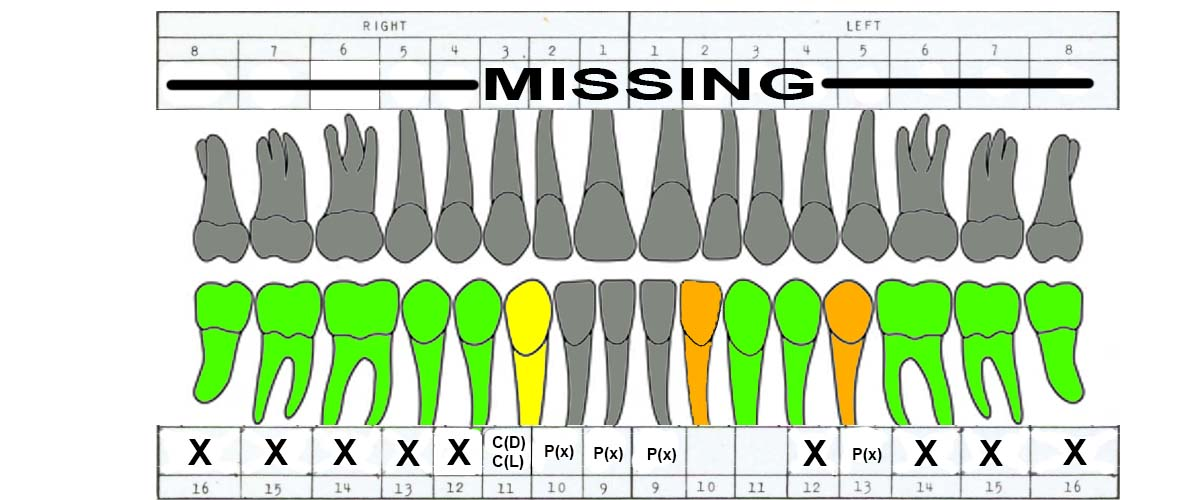 RIGHT LEFT
8 7 6 5 4 3 . 2 1 1 2 3 4 5 6 7 8
MISSING
X X X X X C(D) P(x) P(x) P(x) X P(x) X X X
C(L)
16 15 14 13 12 11 10 9 9 10 11 12 13 14 15 16